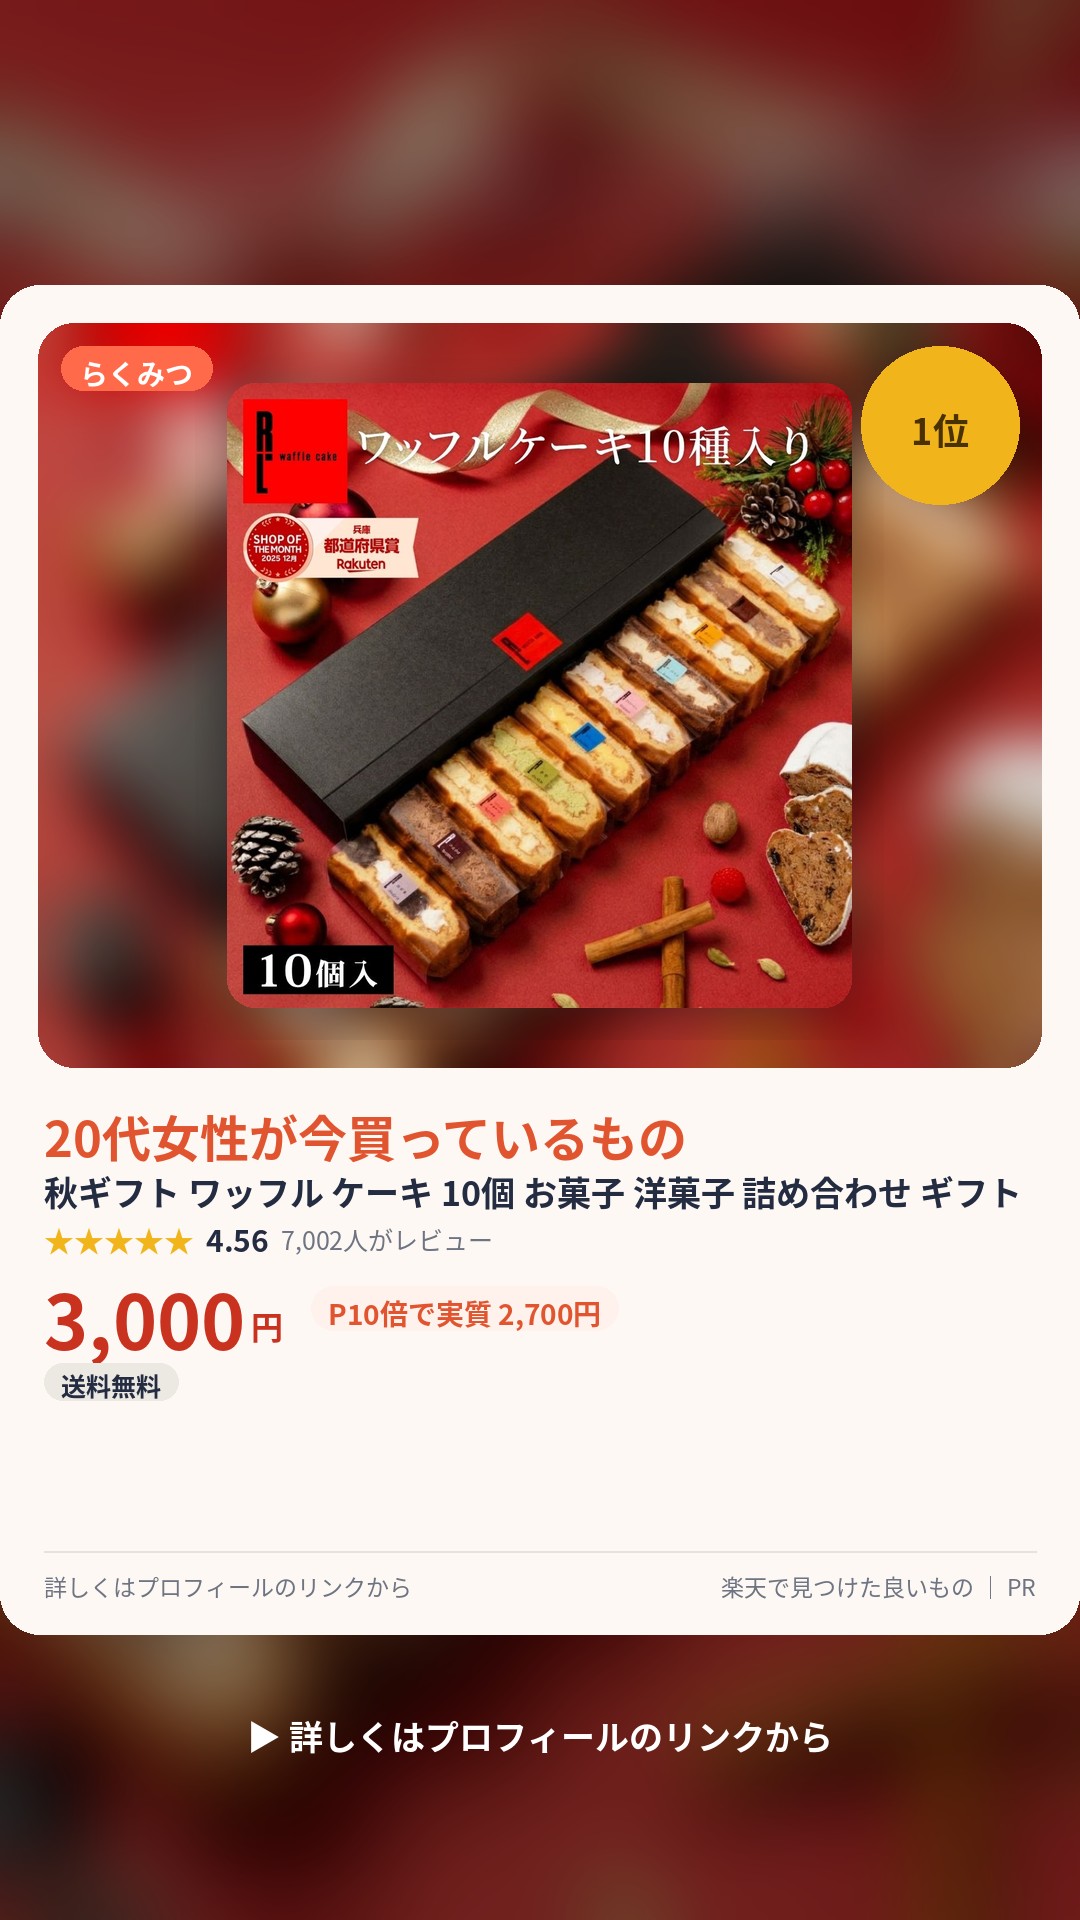 らくみつ
1位
RL
waffle cake
ワッフルケーキ10種入り
SHOP OF
THE MONTH
2025 12月
兵庫
都道府県賞
Rakuten
10個入
20代女性が今買っているもの
秋ギフト ワッフル ケーキ 10個 お菓子 洋菓子 詰め合わせ ギフト
★★★★★ 4.56 7,002人がレビュー
3,000円 P10倍で実質 2,700円
送料無料
詳しくはプロフィールのリンクから
楽天で見つけた良いもの｜PR
▶ 詳しくはプロフィールのリンクから